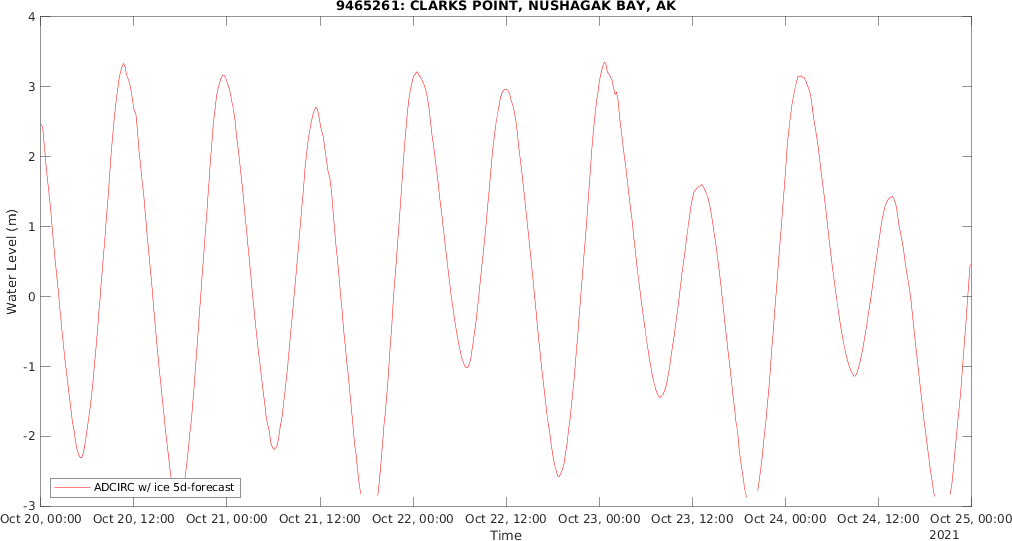 9465261: CLARKS POINT, NUSHAGAK BAY, AK
4
3
2
1
0
-1
-2
-3
Water Level (m)
ADCIRC w/ ice 5d-forecast
Oct 20, 00:00 Oct 20, 12:00 Oct 21, 00:00 Oct 21, 12:00 Oct 22, 00:00 Oct 22, 12:00 Oct 23, 00:00 Oct 23, 12:00 Oct 24, 00:00 Oct 24, 12:00 Oct 25, 00:00
Time
2021